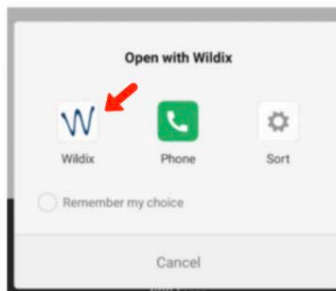 Open with Wildix
Wildix Phone Sort
Remember my choice
Cancel